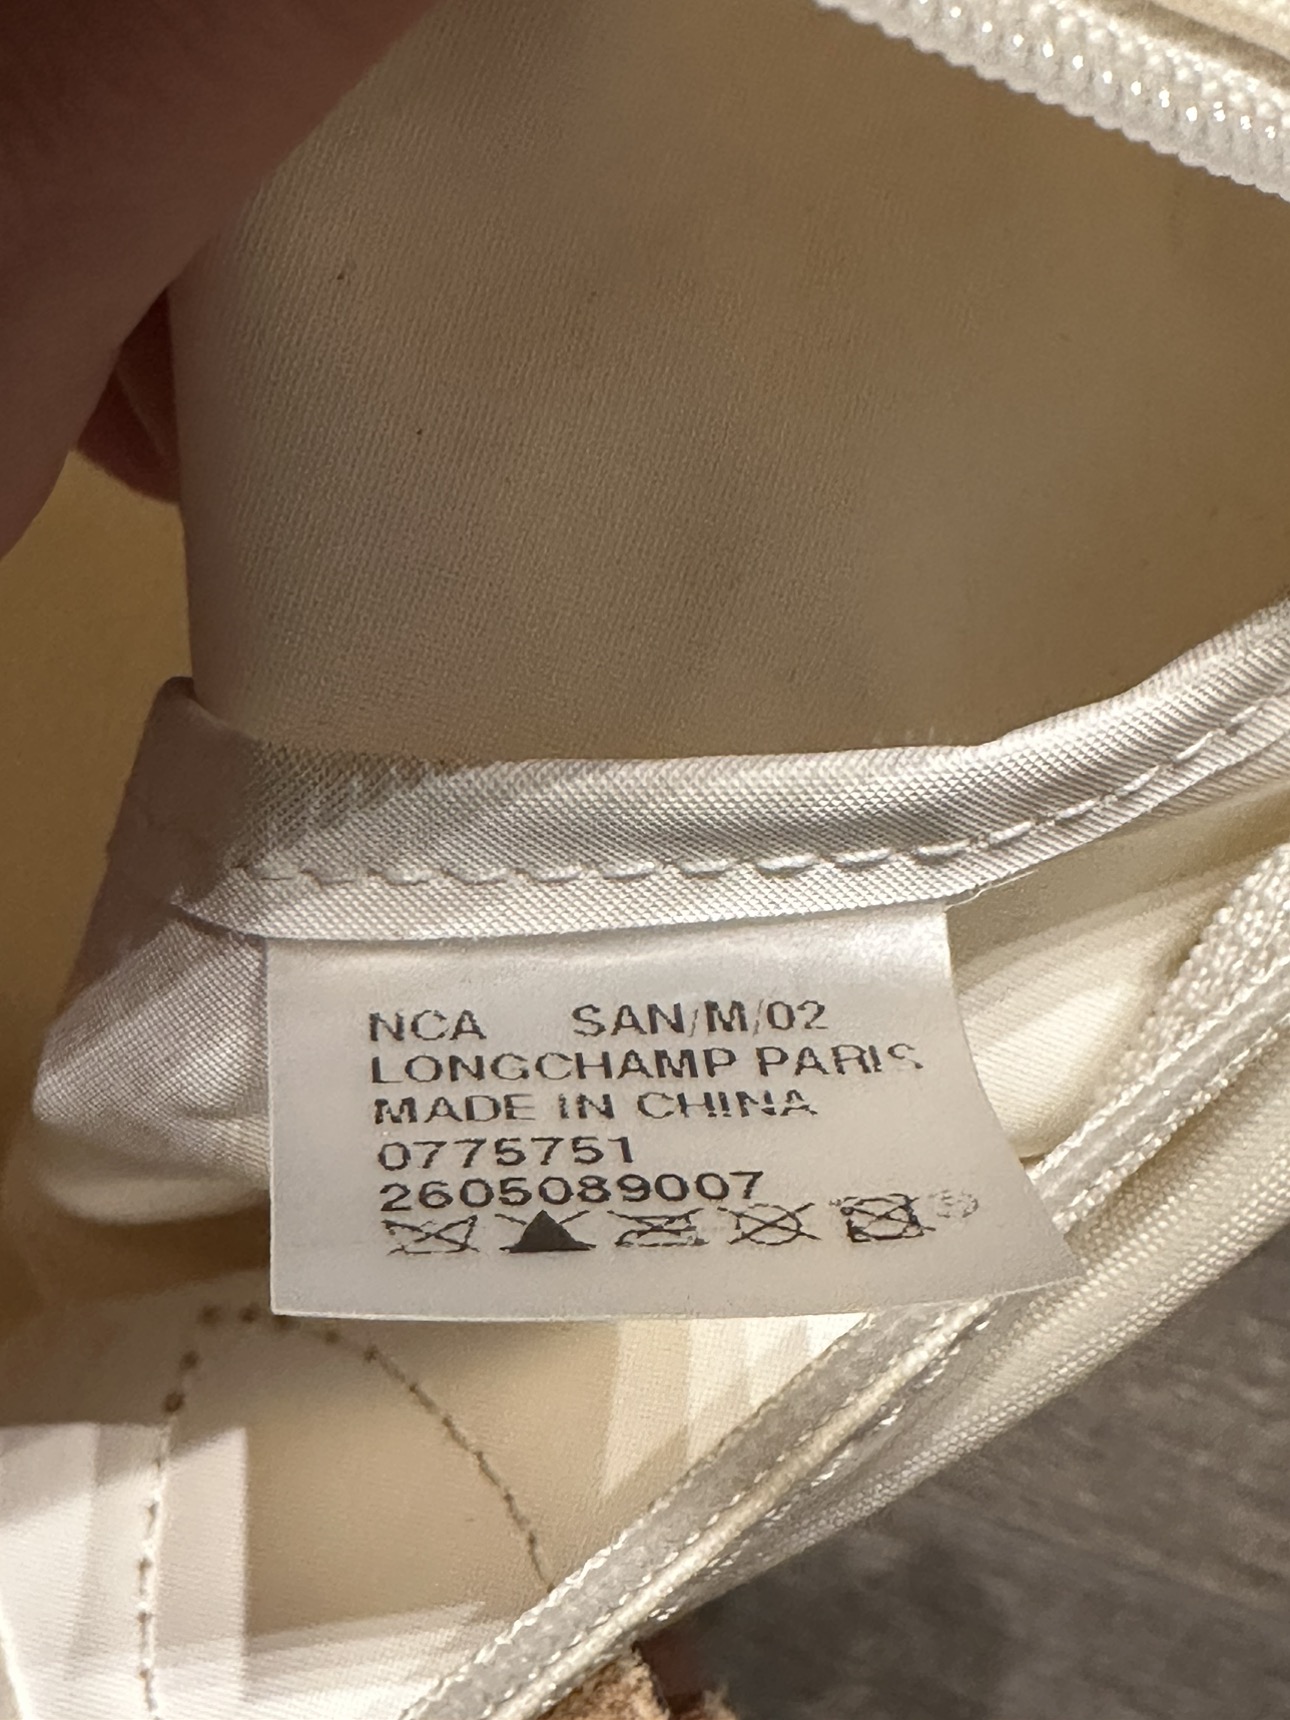 NCA SAN/M/02
LONGCHAMP PARIS
MADE IN CHINA
0775751
2605089007